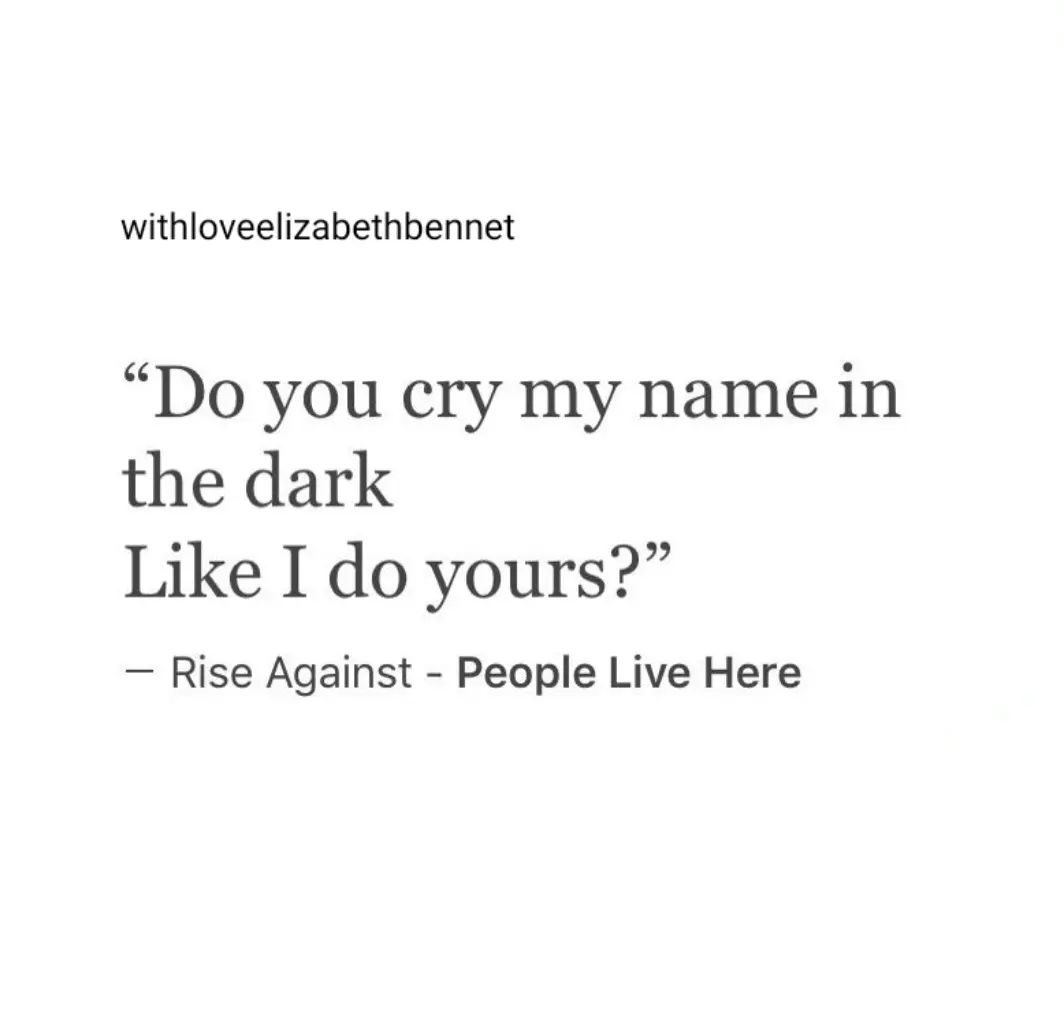 withloveelizabethbennet
“Do you cry my name in
the dark
Like I do yours?”
— Rise Against - People Live Here